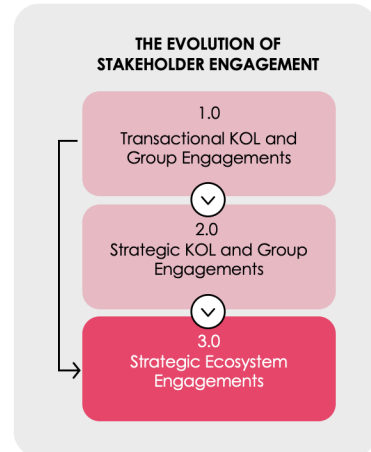 THE EVOLUTION OF
STAKEHOLDER ENGAGEMENT
1.0
Transactional KOL and
Group Engagements
2.0
Strategic KOL and Group
Engagements
3.0
Strategic Ecosystem
Engagements